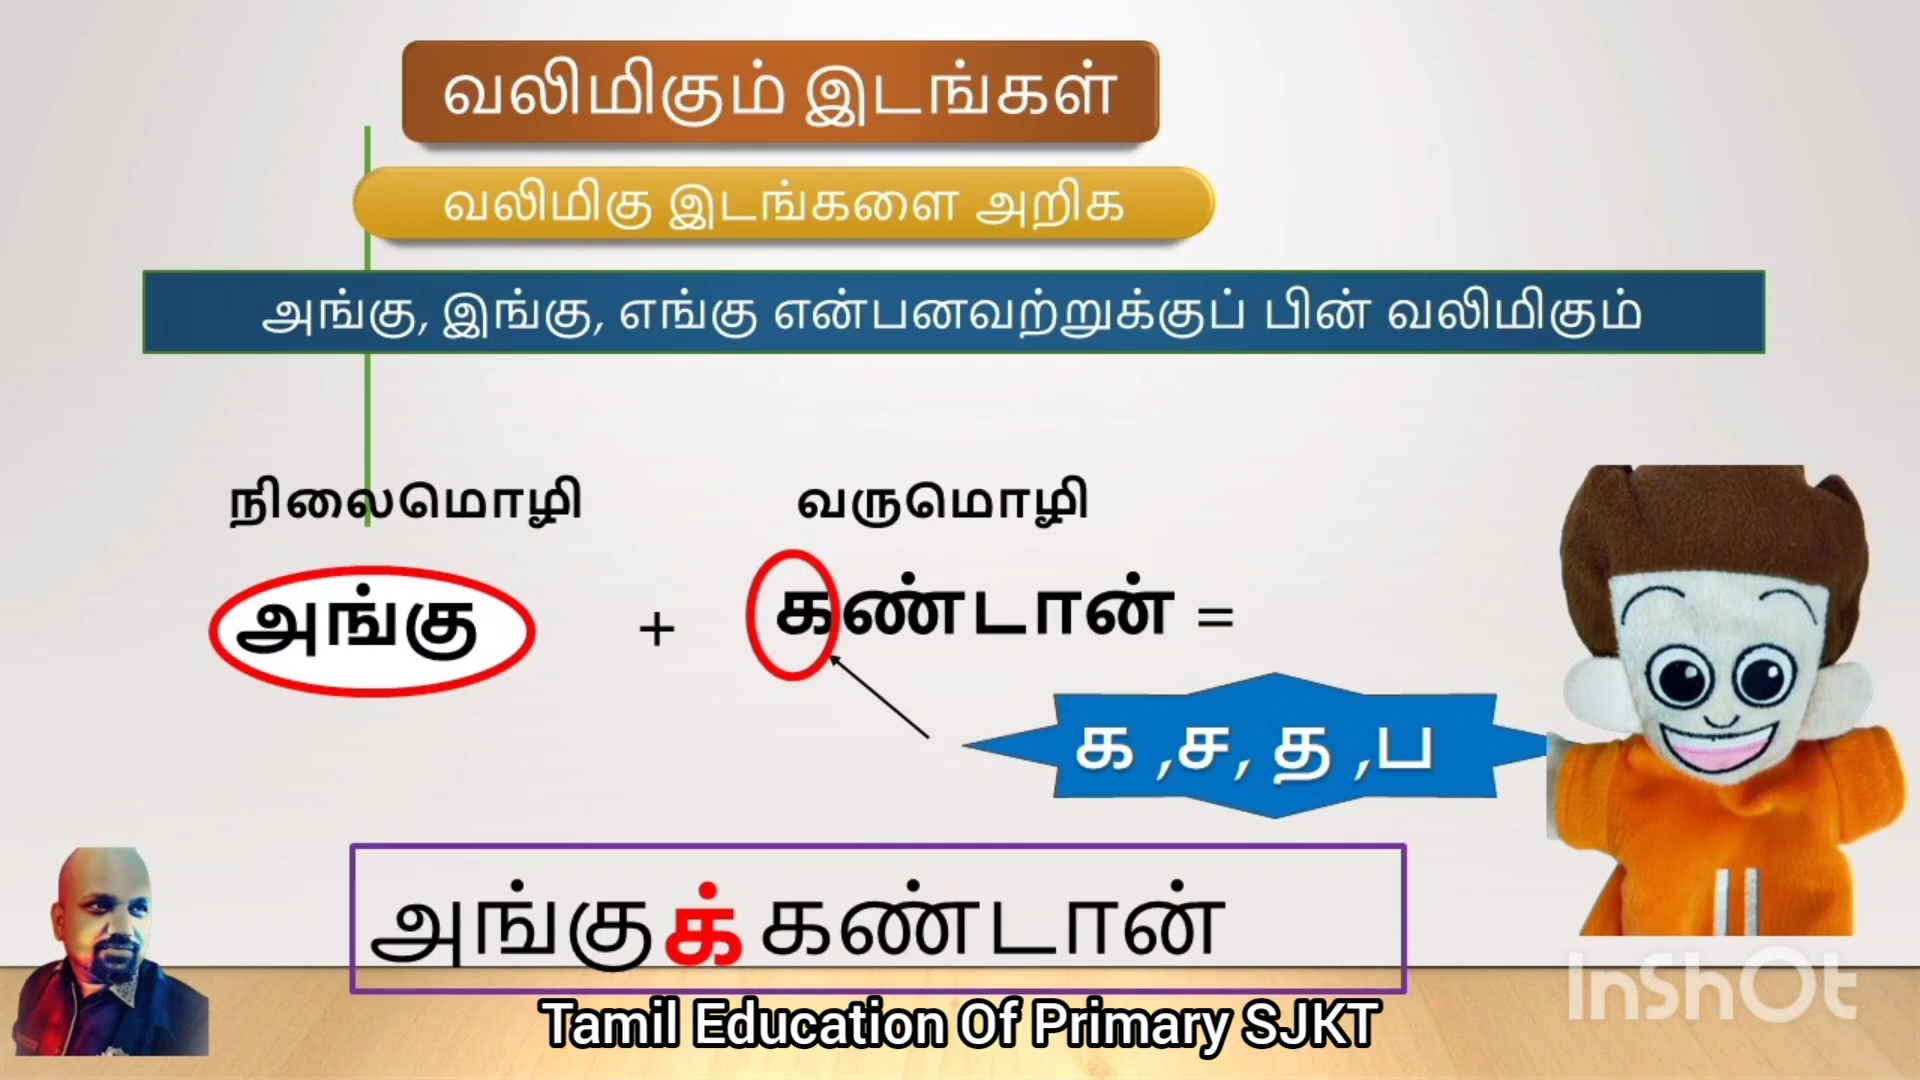 வலிமிகும் இடங்கள்
வலிமிகு இடங்களை அறிக
அங்கு, இங்கு, எங்கு என்பனவற்றுக்குப் பின் வலிமிகும்
நிலைமொழி வருமொழி
அங்கு + கண்டான் =
க ,ச, த ,ப
அங்குக் கண்டான்
Tamil Education Of Primary SJKT
InShOt